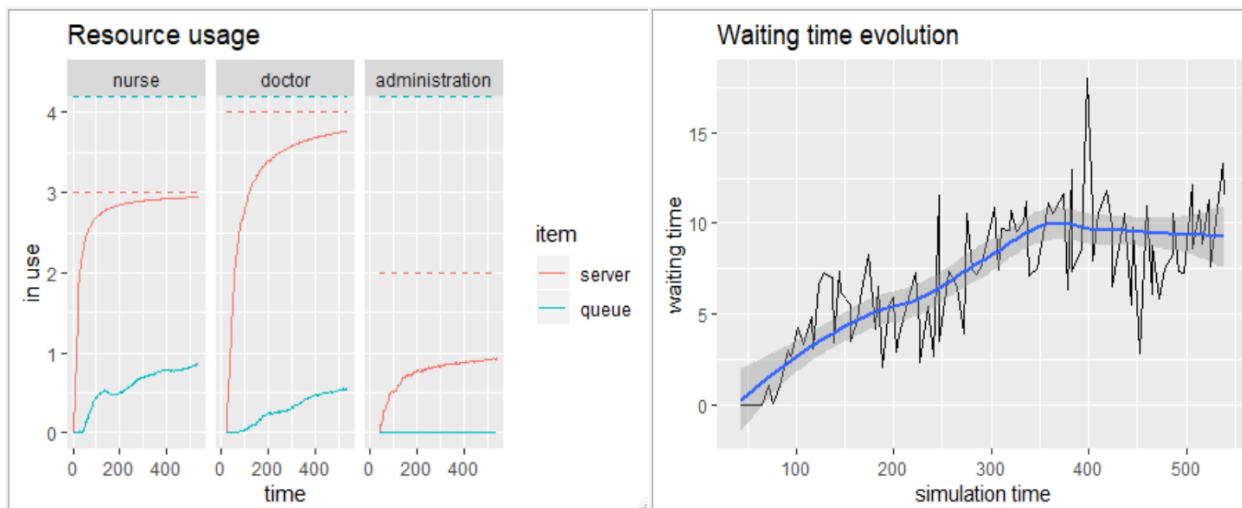 Resource usage
nurse doctor administration
4
3
2
1
0
in use
0 200 400 0 200 400 0 200 400
time
item
server
queue
Waiting time evolution
15
10
5
0
waiting time
100 200 300 400 500
simulation time